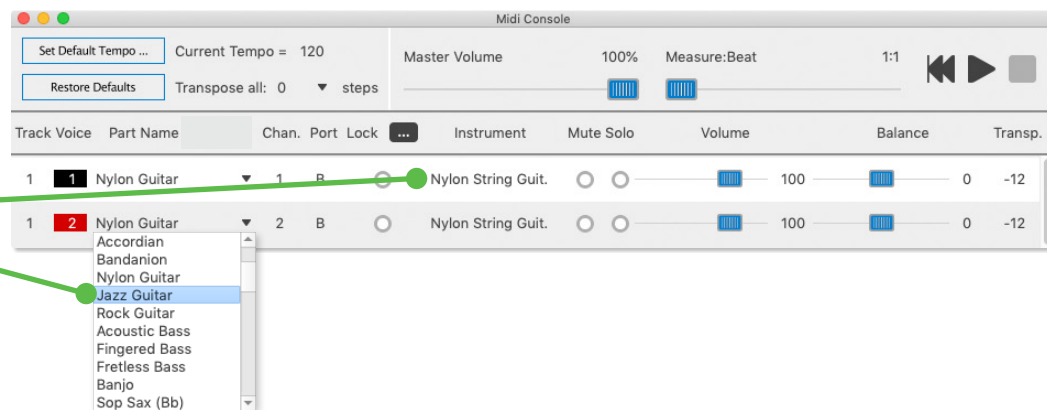 Midi Console
Set Default Tempo ... Current Tempo = 120 Master Volume 100% Measure:Beat 1:1
Restore Defaults Transpose all: 0 steps
Track Voice Part Name Chan. Port Lock ... Instrument Mute Solo Volume Balance Transp.
1 1 Nylon Guitar 1 B Nylon String Guit. 100 0 -12
1 2 Nylon Guitar 2 B Nylon String Guit. 100 0 -12
Accordian
Bandanion
Nylon Guitar
Jazz Guitar
Rock Guitar
Acoustic Bass
Fingered Bass
Fretless Bass
Banjo
Sop Sax (Bb)